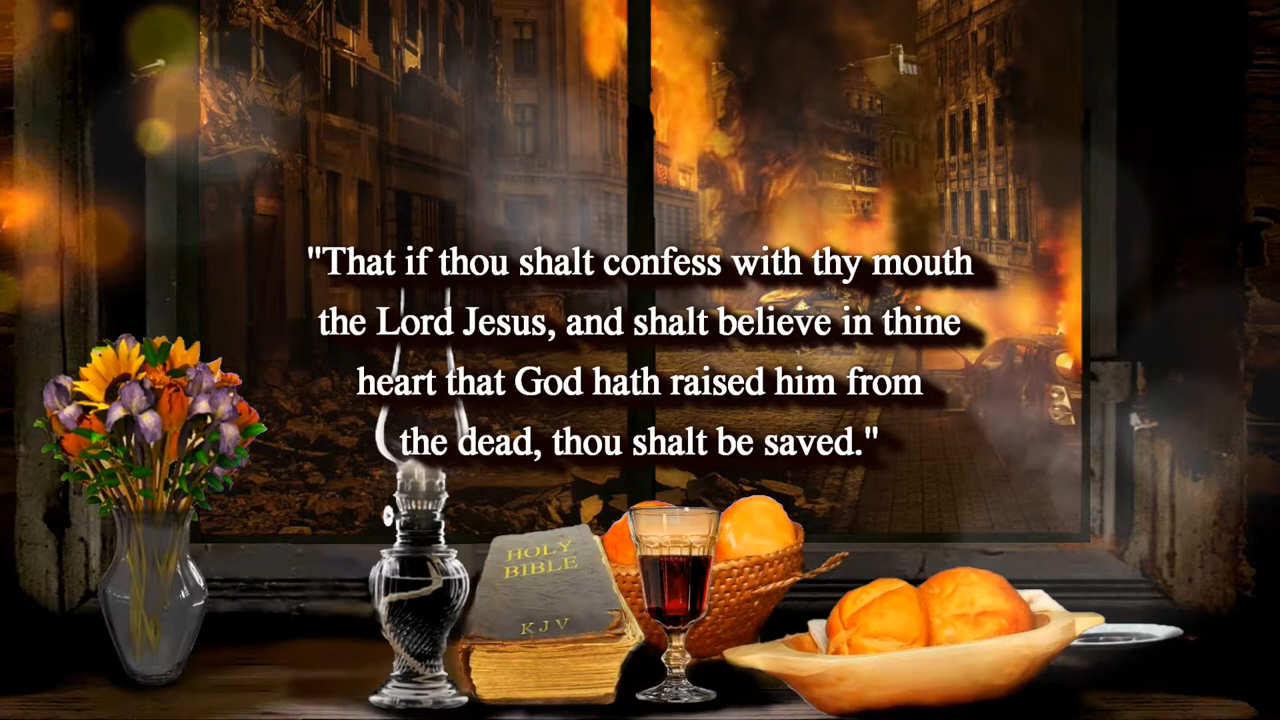 "That if thou shalt confess with thy mouth
the Lord Jesus, and shalt believe in thine
heart that God hath raised him from
the dead, thou shalt be saved."
HOLY
BIBLE
KJV